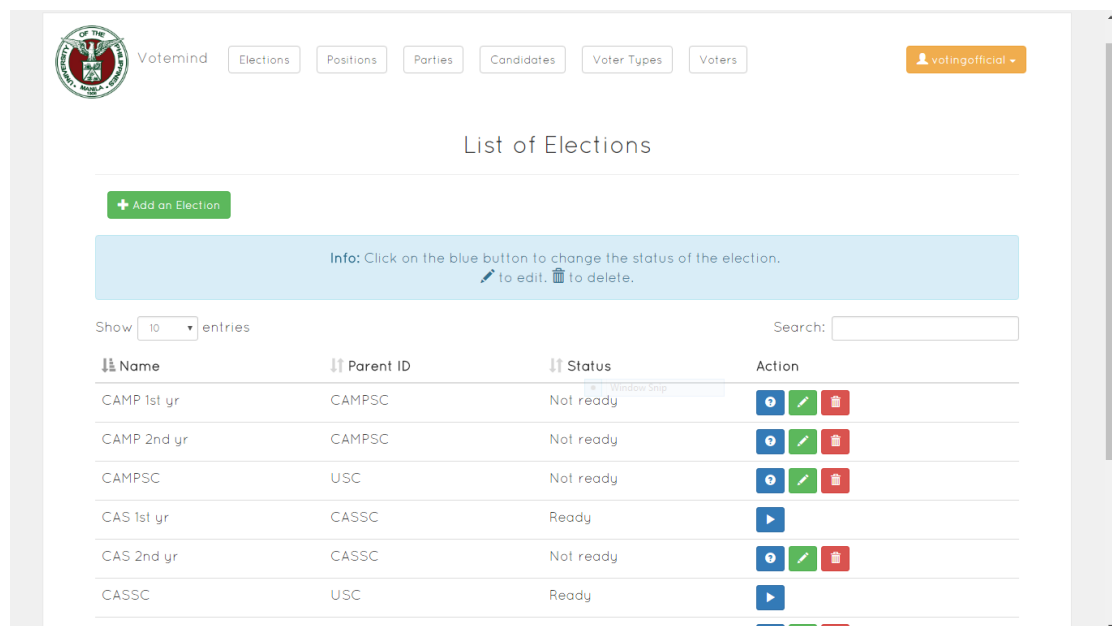 OF THE
UNIVERSITY
PHILIPPINES
MANILA
1908
Votemind Elections Positions Parties Candidates Voter Types Voters votingofficial
List of Elections
Add an Election
Info: Click on the blue button to change the status of the election.
to edit. to delete.
Show 10 entries Search:
Name Parent ID Status Action
Window Snip
CAMP 1st yr CAMPSC Not ready
CAMP 2nd yr CAMPSC Not ready
CAMPSC USC Not ready
CAS 1st yr CASSC Ready
CAS 2nd yr CASSC Not ready
CASSC USC Ready